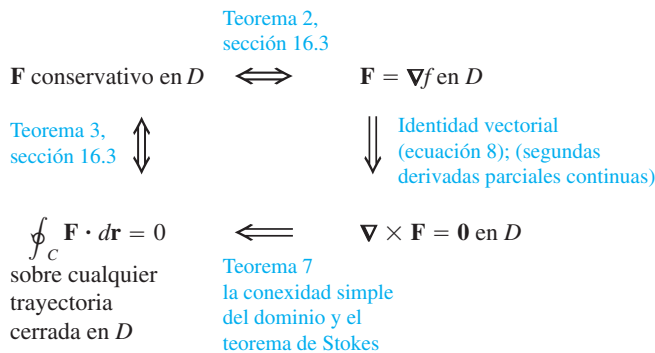 Teorema 2,
sección 16.3
F conservativo en D ⟺ F = ∇f en D
Teorema 3,
sección 16.3
⇕
⇓
Identidad vectorial
(ecuación 8); (segundas
derivadas parciales continuas)
∮_C F · dr = 0 ⟸ ∇ × F = 0 en D
sobre cualquier
trayectoria
cerrada en D
Teorema 7
la conexidad simple
del dominio y el
teorema de Stokes